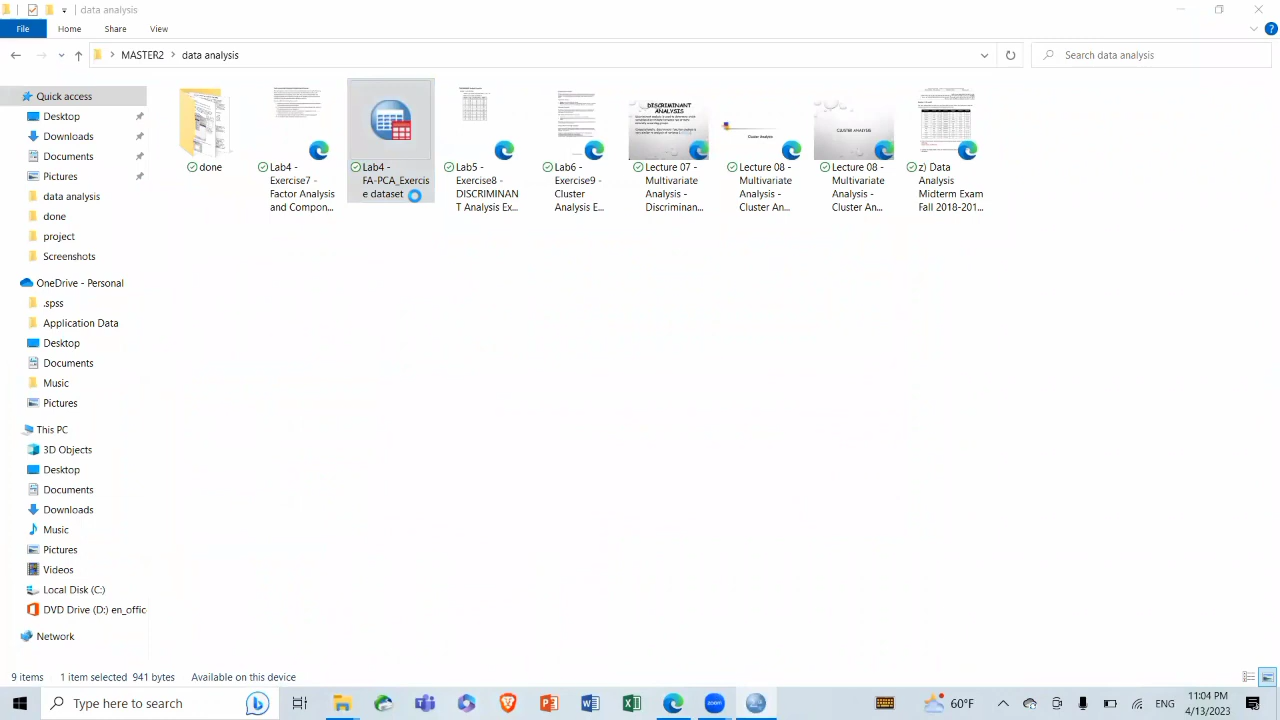 data analysis
File Home Share View
MASTER2 data analysis
Search data analysis
Quick access
Desktop
Downloads
Documents
Pictures
data analysis
done
project
Screenshots
OneDrive - Personal
.spss
Application Data
Desktop
Documents
Music
Pictures
This PC
3D Objects
Desktop
Documents
Downloads
Music
Pictures
Videos
Local Disk (C:)
DVD Drive (D:) en_offic
Network
done
Lab4 -
Exercise7 -
Factor Analysis
and Compon...
Lab4 -
FA-PCA_Exercis
e dataset_
Lab5 -
Exercise8 -
DISCRIMINAN
T Analysis Ex...
Lab6 -
Exercise9 -
Cluster
Analysis E...
DISCRIMINANT
ANALYSIS
Lecture 07 -
Multivariate
Analysis -
Discriminan...
Cluster Analysis
Lecture 08 -
Multivariate
Analysis -
Cluster An...
CLUSTER ANALYSIS
Lecture 08 -
Multivariate
Analysis -
Cluster An...
z) Data
Analysis
Midterm Exam
Fall 2018-201...
9 items 1 item selected 941 bytes Available on this device
Type here to search
zoom
60°F
ENG
11:04 PM
4/13/2023